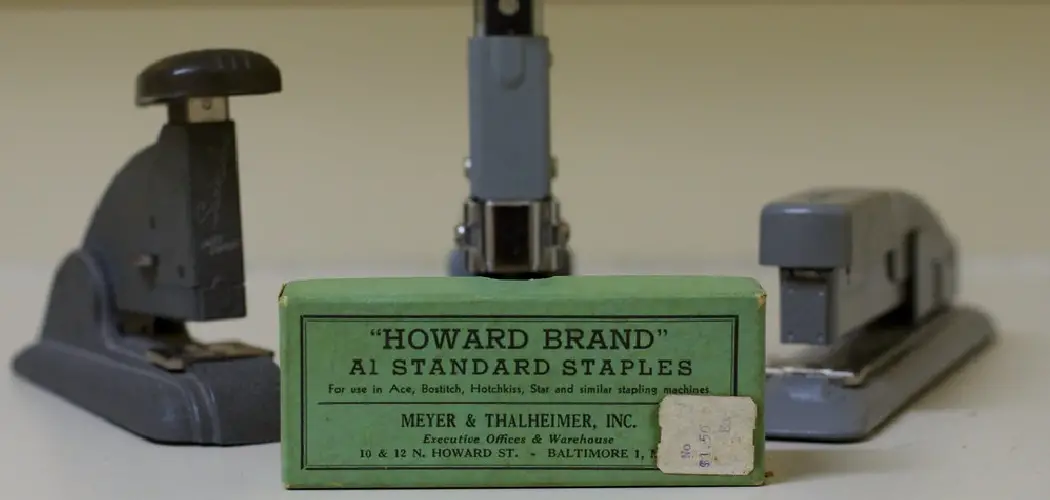 “HOWARD BRAND”
A1 STANDARD STAPLES
For use in Ace, Bostitch, Hotchkiss, Star and similar stapling machines
MEYER & THALHEIMER, INC.
Executive Offices & Warehouse
10 & 12 N. HOWARD ST. - BALTIMORE 1,
No
$1.50